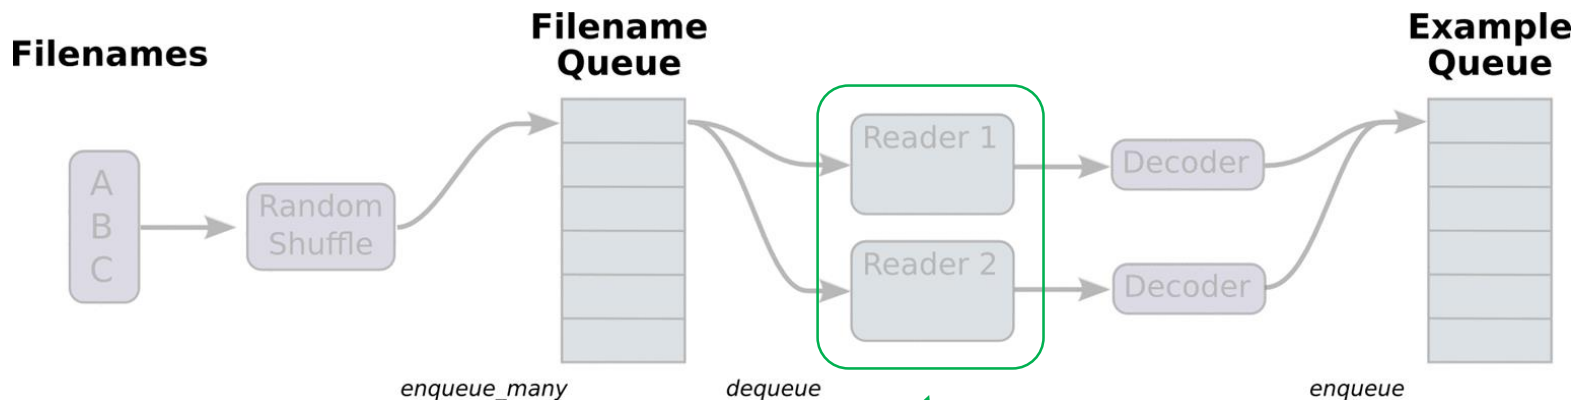 Filenames
A
B
C
Random
Shuffle
enqueue_many
Filename
Queue
dequeue
Reader 1
Reader 2
Decoder
Decoder
enqueue
Example
Queue